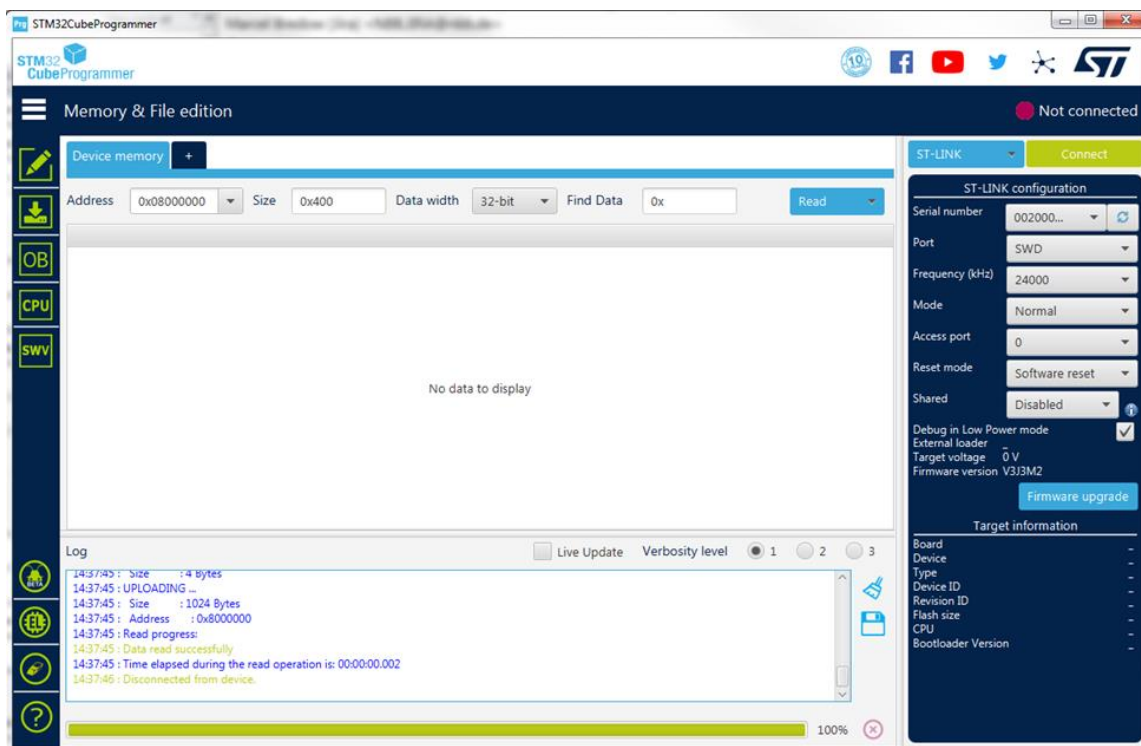 Prg STM32CubeProgrammer
STM32
CubeProgrammer
10
ST
Memory & File edition
Not connected
Device memory +
Address 0x08000000 Size 0x400 Data width 32-bit Find Data 0x Read
No data to display
OB
CPU
SWV
Log Live Update Verbosity level 1 2 3
14:37:45 : Size : 4 Bytes
14:37:45 : UPLOADING ...
14:37:45 : Size : 1024 Bytes
14:37:45 : Address : 0x8000000
14:37:45 : Read progress:
14:37:45 : Data read successfully
14:37:45 : Time elapsed during the read operation is: 00:00:00.002
14:37:46 : Disconnected from device.
100%
BETA
EL
?
ST-LINK Connect
ST-LINK configuration
Serial number 002000...
Port SWD
Frequency (kHz) 24000
Mode Normal
Access port 0
Reset mode Software reset
Shared Disabled
Debug in Low Power mode
External loader _
Target voltage 0 V
Firmware version V3J3M2
Firmware upgrade
Target information
Board _
Device _
Type _
Device ID _
Revision ID _
Flash size _
CPU _
Bootloader Version _